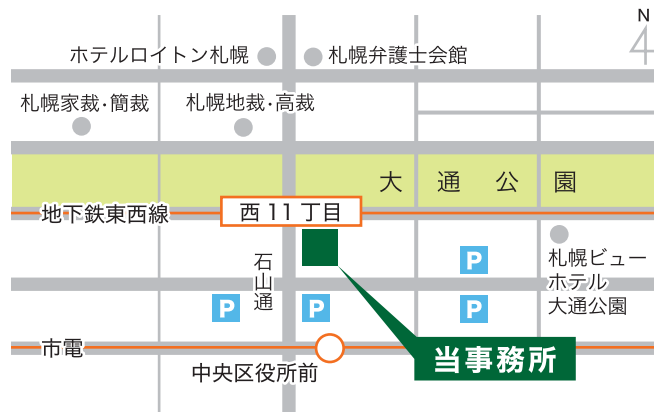 N
ホテルロイトン札幌
札幌弁護士会館
札幌家裁・簡裁
札幌地裁・高裁
大通公園
地下鉄東西線
西11丁目
石山通
札幌ビュー
ホテル
大通公園
P
P
P
P
市電
中央区役所前
当事務所